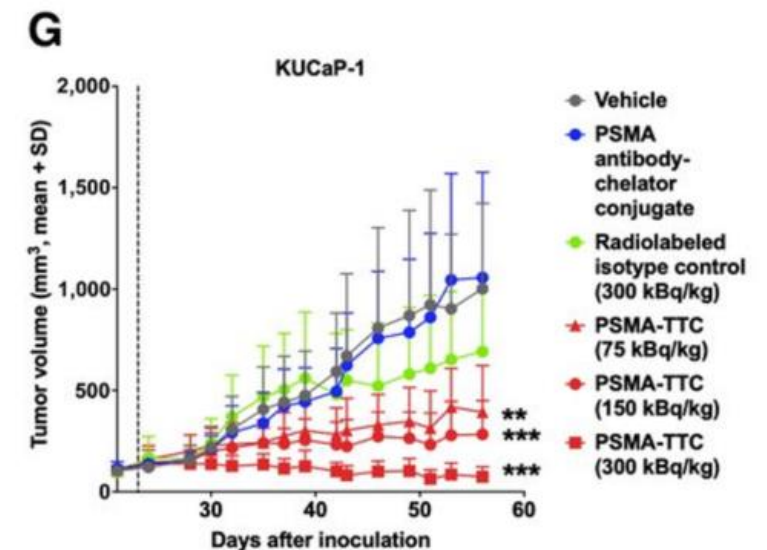 G
KUCaP-1
Tumor volume (mm³, mean + SD)
2,000
1,500
1,000
500
0
30
40
50
60
Days after inoculation
**
***
***
Vehicle
PSMA
antibody-
chelator
conjugate
Radiolabeled
isotype control
(300 kBq/kg)
PSMA-TTC
(75 kBq/kg)
PSMA-TTC
(150 kBq/kg)
PSMA-TTC
(300 kBq/kg)